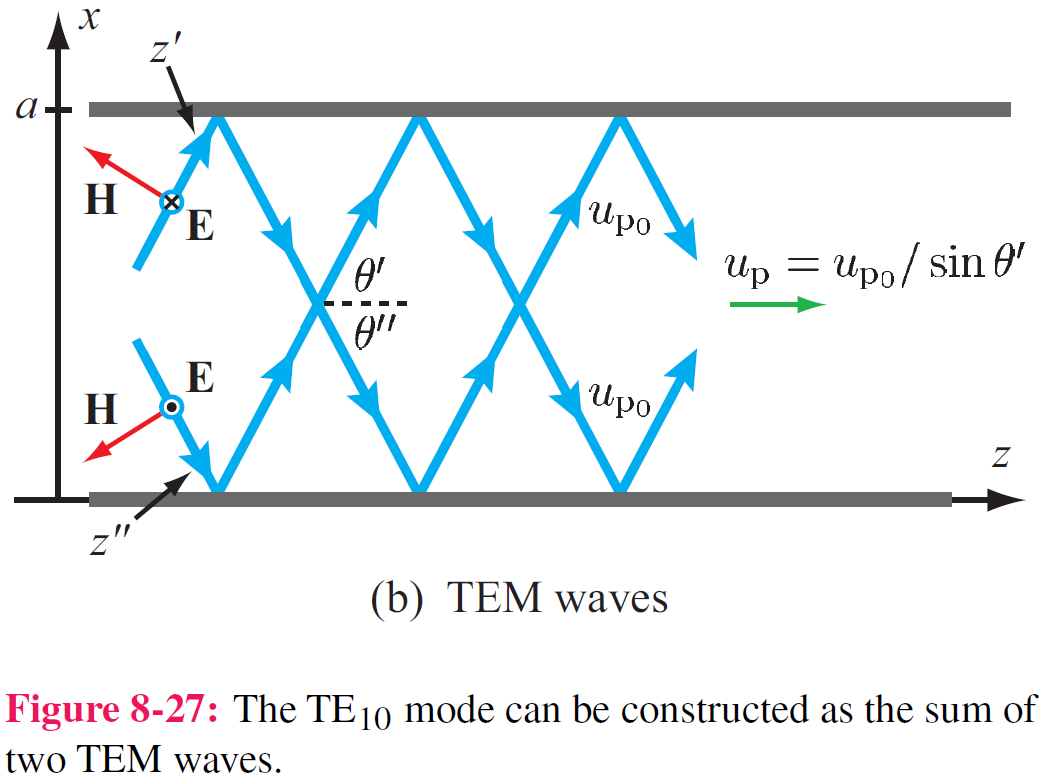 x
z′
a
H
E
u_p0
θ′
u_p = u_p0 / sin θ′
θ″
E
H
u_p0
z
z″
(b) TEM waves
Figure 8-27: The TE10 mode can be constructed as the sum of
two TEM waves.